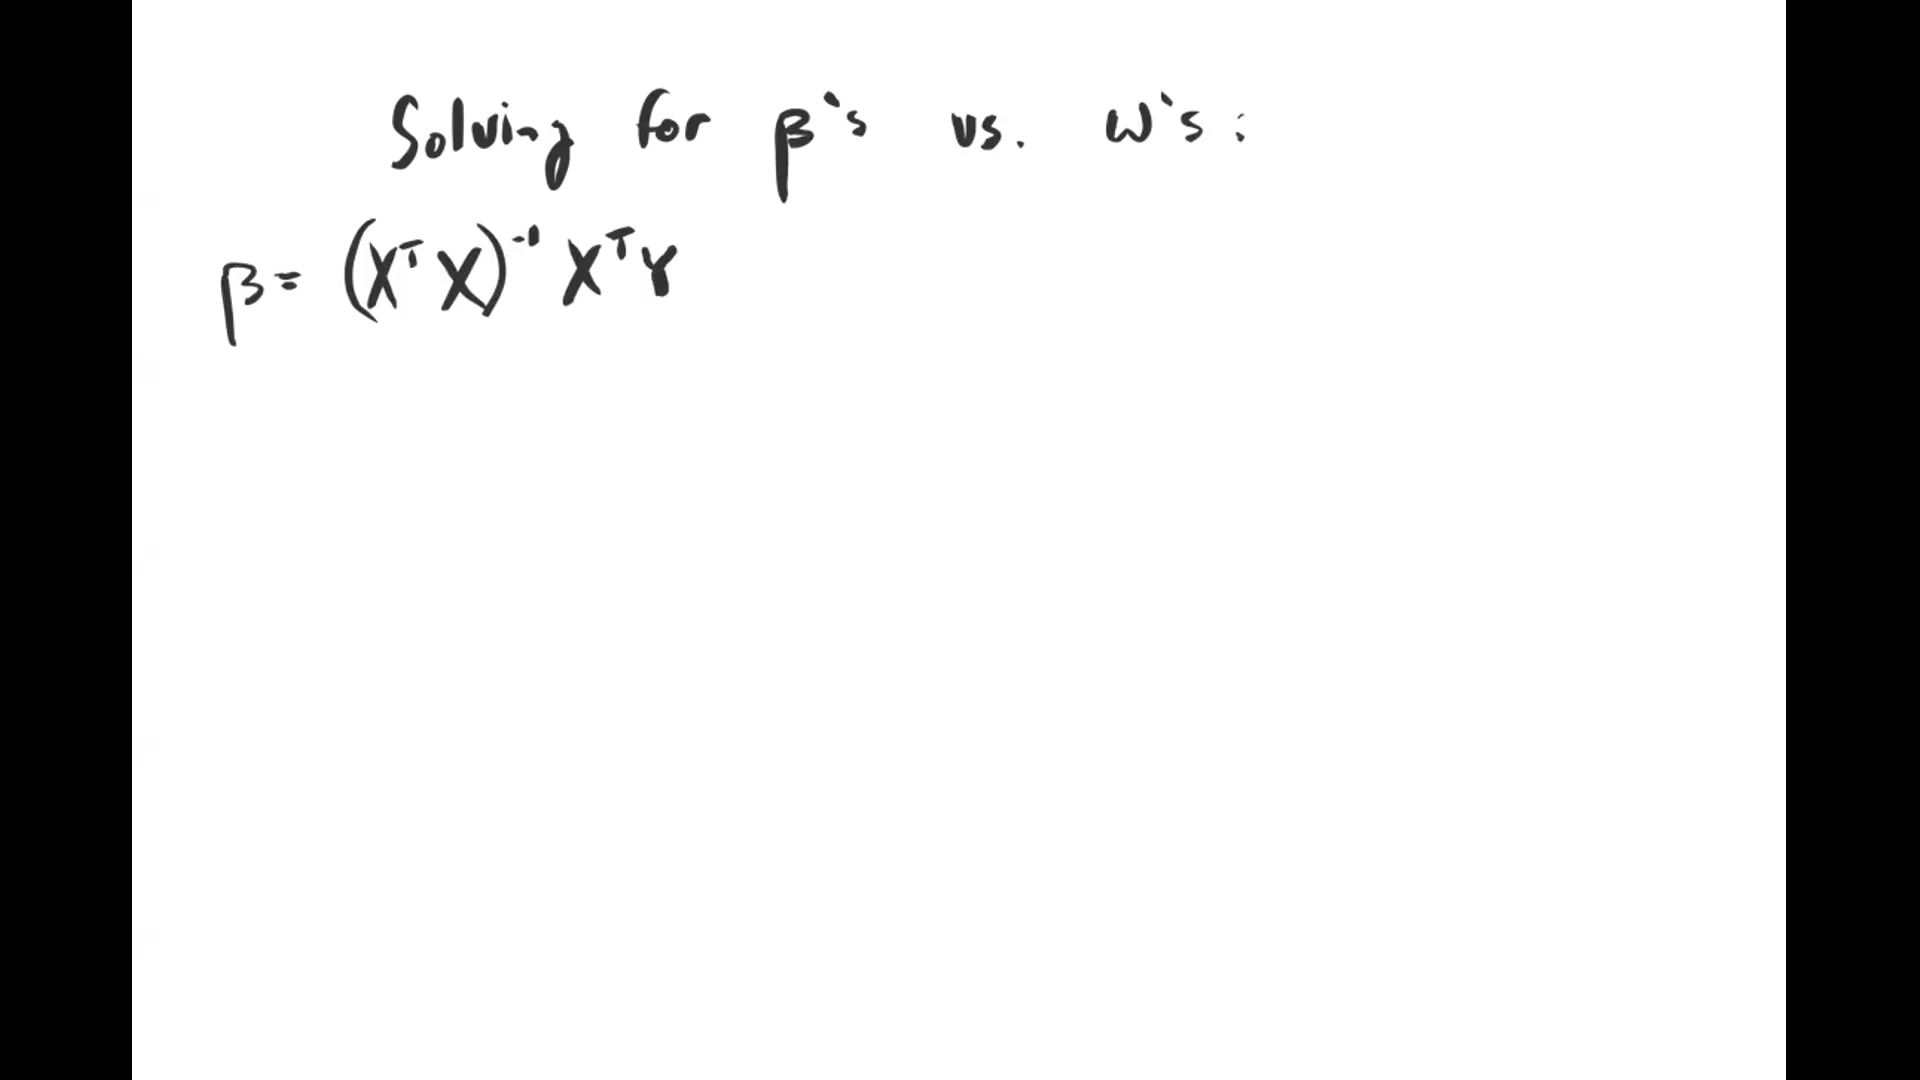 Solving for β's vs. w's:
β = (XᵀX)⁻¹ XᵀY